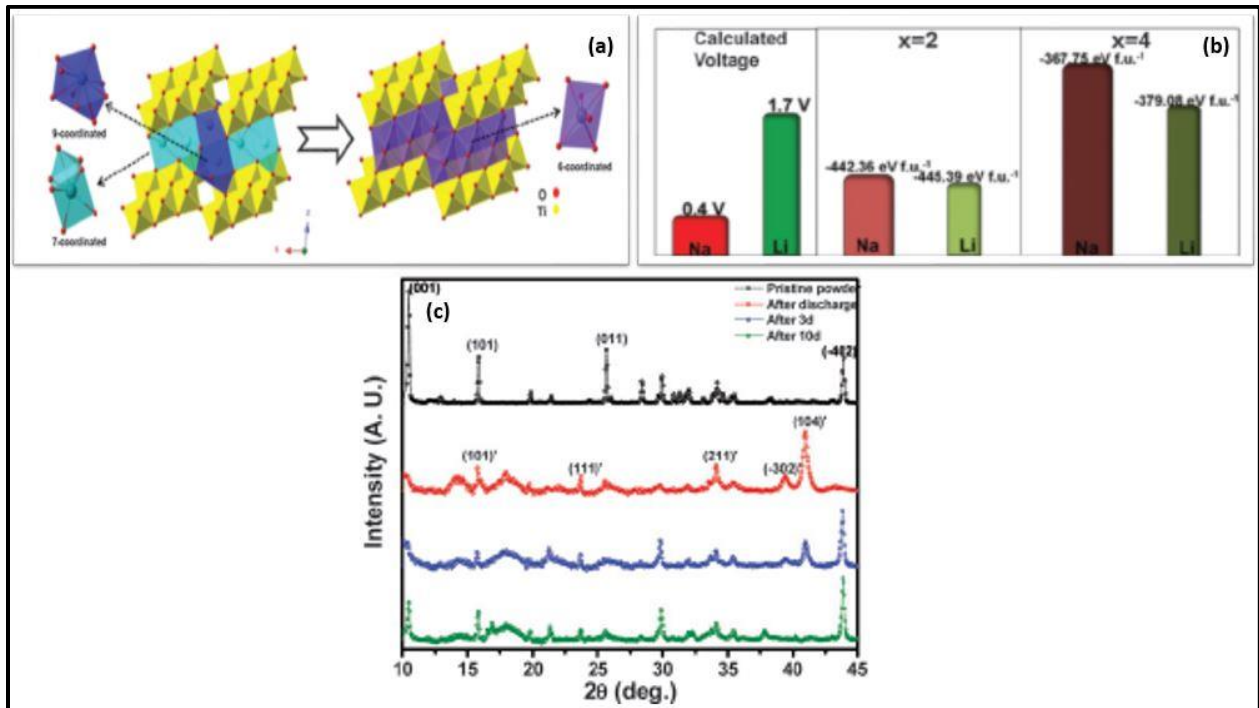 (a)
9-coordinated
7-coordinated
6-coordinated
O
Ti
(b)
Calculated
Voltage
x=2
x=4
0.4 V
1.7 V
-442.36 eV f.u.⁻¹
-445.39 eV f.u.⁻¹
-367.75 eV f.u.⁻¹
-379.08 eV f.u.⁻¹
Na
Li
Na
Li
Na
Li
(c)
Intensity (A. U.)
(001)
(101)
(011)
(-402)
Pristine powder
After discharge
After 3d
After 10d
(101)'
(111)'
(211)'
(-302)'
(104)'
10 15 20 25 30 35 40 45
2θ (deg.)